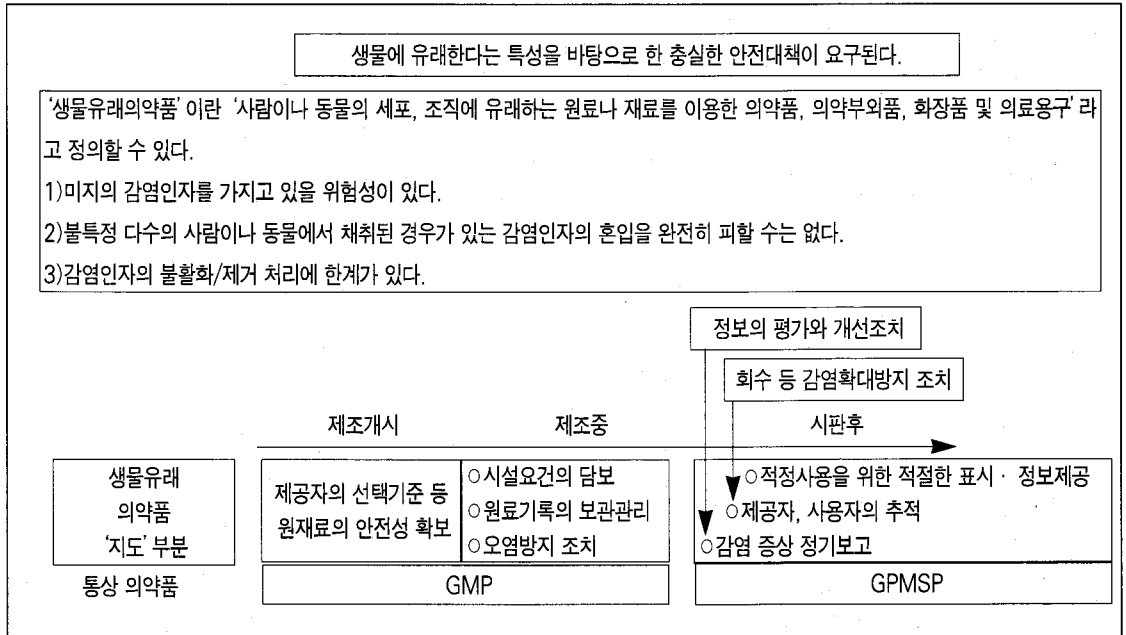 생물에 유래한다는 특성을 바탕으로 한 충실한 안전대책이 요구된다.
'생물유래의약품' 이란 '사람이나 동물의 세포, 조직에 유래하는 원료나 재료를 이용한 의약품, 의약부외품, 화장품 및 의료용구' 라
고 정의할 수 있다.
1)미지의 감염인자를 가지고 있을 위험성이 있다.
2)불특정 다수의 사람이나 동물에서 채취된 경우가 있는 감염인자의 혼입을 완전히 피할 수는 없다.
3)감염인자의 불활화/제거 처리에 한계가 있다.
정보의 평가와 개선조치
회수 등 감염확대방지 조치
제조개시 제조중 시판후
생물유래
의약품
'지도' 부분
제공자의 선택기준 등
원재료의 안전성 확보
○시설요건의 담보
○원료기록의 보관관리
○오염방지 조치
○적정사용을 위한 적절한 표시 · 정보제공
○제공자, 사용자의 추적
○감염 증상 정기보고
통상 의약품 GMP GPMSP